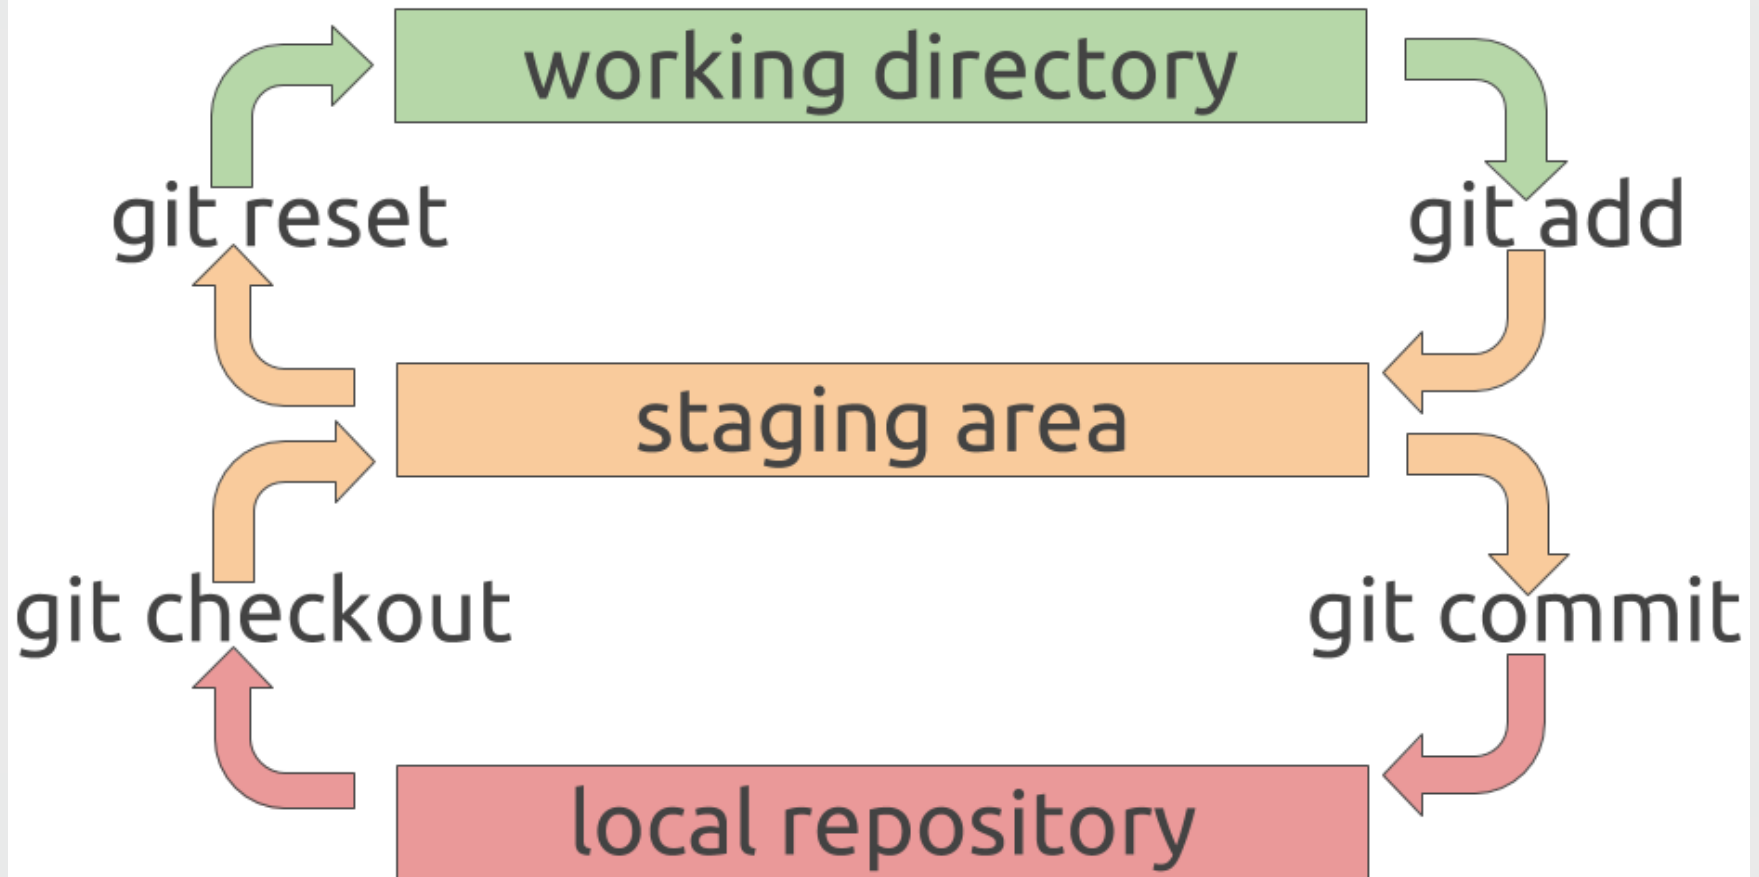 working directory
git reset
git add
staging area
git checkout
git commit
local repository